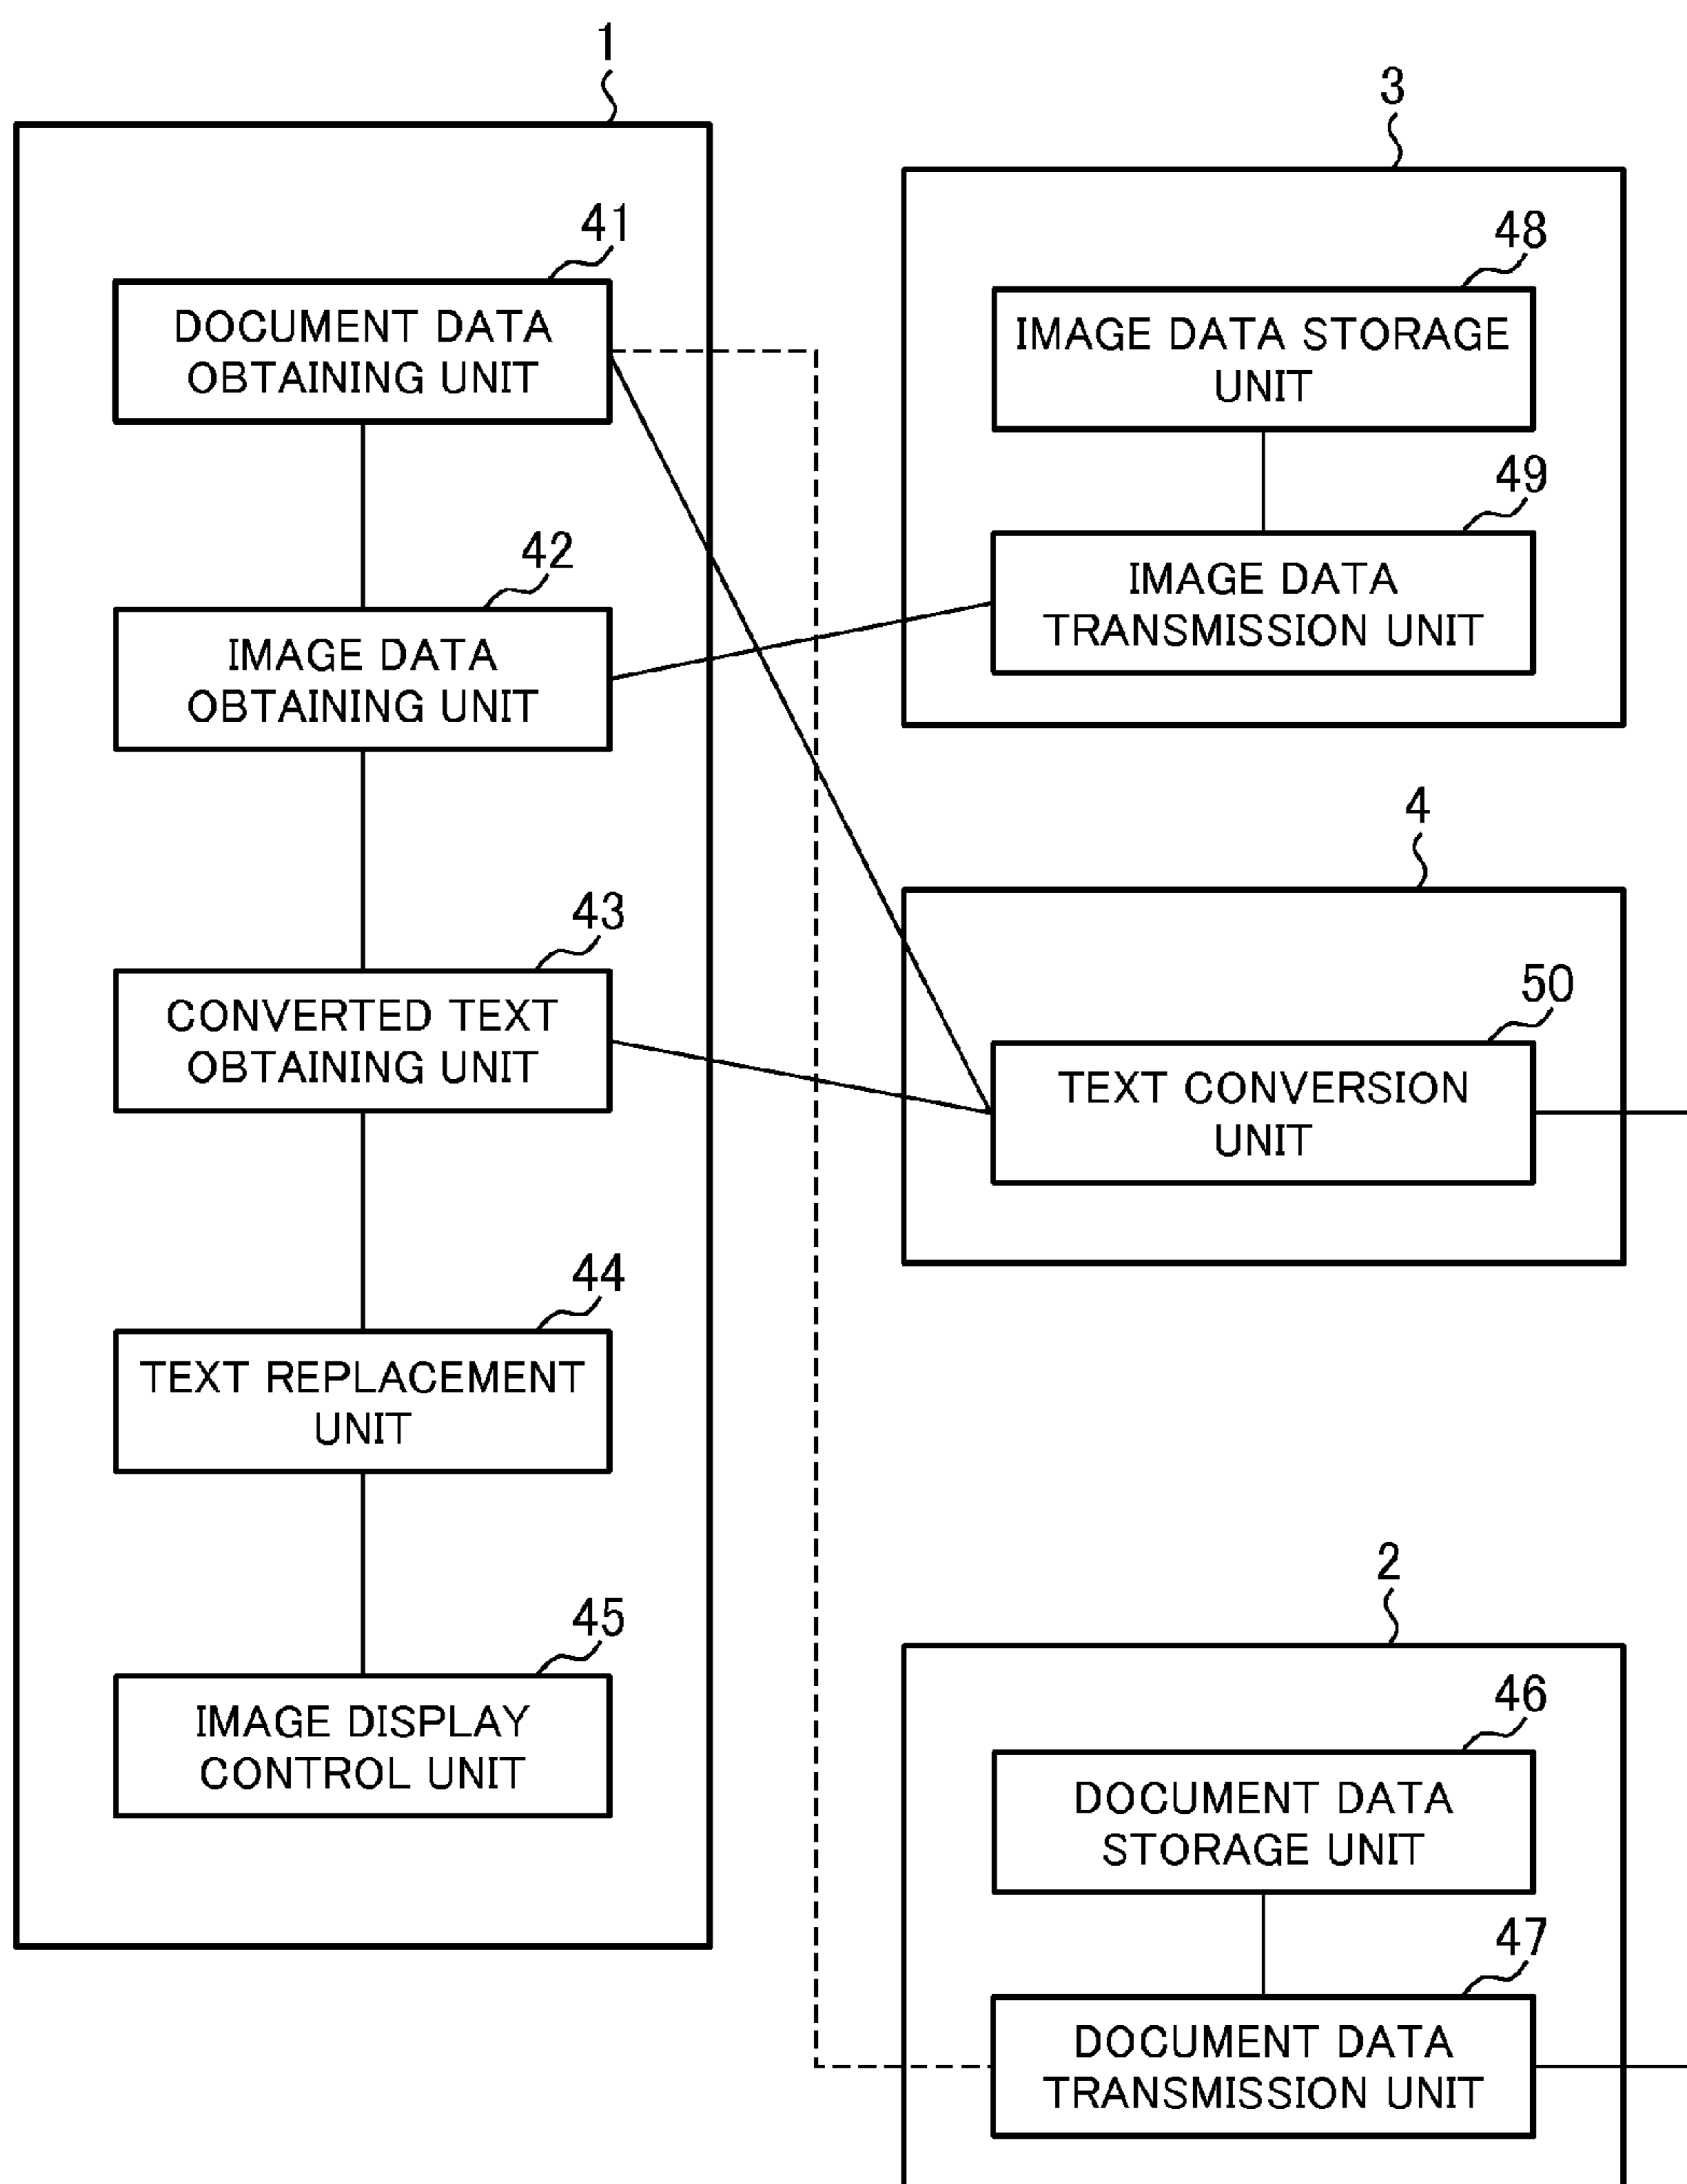 1
41
DOCUMENT DATA
OBTAINING UNIT
42
IMAGE DATA
OBTAINING UNIT
43
CONVERTED TEXT
OBTAINING UNIT
44
TEXT REPLACEMENT
UNIT
45
IMAGE DISPLAY
CONTROL UNIT
3
48
IMAGE DATA STORAGE
UNIT
49
IMAGE DATA
TRANSMISSION UNIT
4
50
TEXT CONVERSION
UNIT
2
46
DOCUMENT DATA
STORAGE UNIT
47
DOCUMENT DATA
TRANSMISSION UNIT